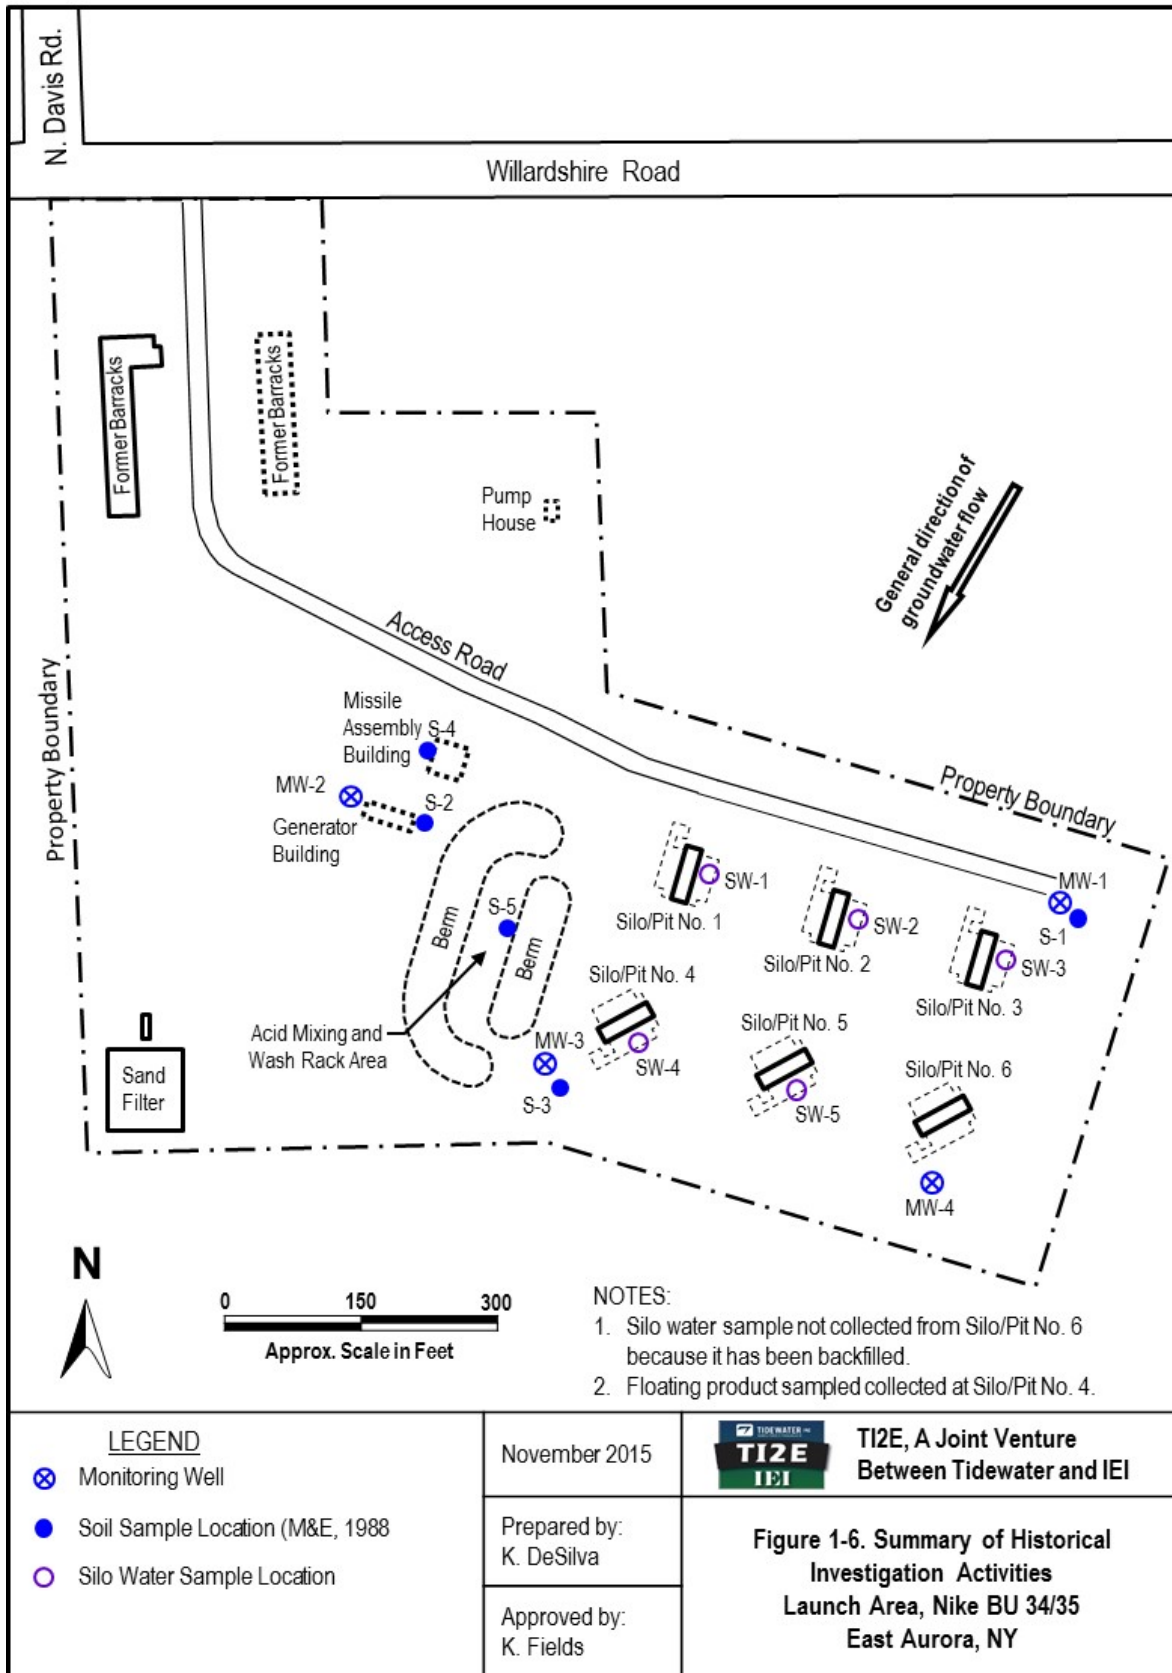 N. Davis Rd.
Willardshire Road
Former Barracks
Former Barracks
Pump
House
General direction of
groundwater flow
Access Road
Property Boundary
Missile
Assembly
Building
S-4
MW-2
S-2
Generator
Building
Property Boundary
MW-1
S-1
SW-1
Silo/Pit No. 1
SW-2
Silo/Pit No. 2
SW-3
Silo/Pit No. 3
Berm
S-5
Berm
Silo/Pit No. 4
SW-4
Silo/Pit No. 5
SW-5
Silo/Pit No. 6
Acid Mixing and
Wash Rack Area
MW-3
S-3
Sand
Filter
MW-4
N
0 150 300
Approx. Scale in Feet
NOTES:
1. Silo water sample not collected from Silo/Pit No. 6
because it has been backfilled.
2. Floating product sampled collected at Silo/Pit No. 4.
LEGEND
Monitoring Well
Soil Sample Location (M&E, 1988
Silo Water Sample Location
November 2015
Prepared by:
K. DeSilva
Approved by:
K. Fields
TIDEWATER
TI2E
IEI
TI2E, A Joint Venture
Between Tidewater and IEI
Figure 1-6. Summary of Historical
Investigation Activities
Launch Area, Nike BU 34/35
East Aurora, NY